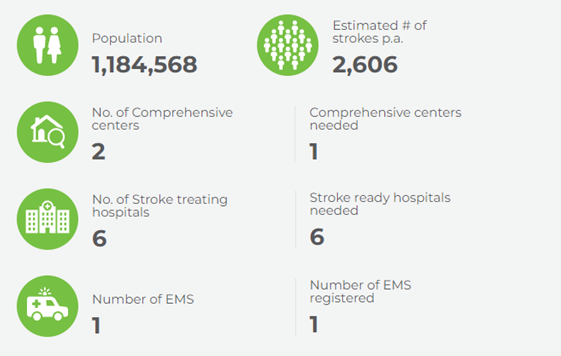 Population
1,184,568
Estimated # of
strokes p.a.
2,606
No. of Comprehensive
centers
2
Comprehensive centers
needed
1
No. of Stroke treating
hospitals
6
Stroke ready hospitals
needed
6
Number of EMS
1
Number of EMS
registered
1